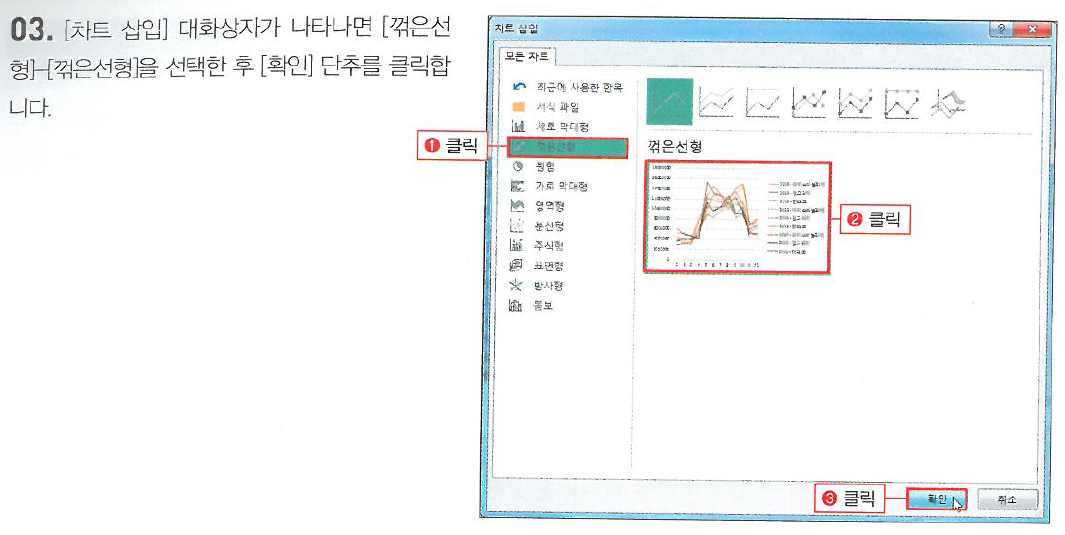 03. [차트 삽입] 대화상자가 나타나면 [꺾은선
형]-[꺾은선형]을 선택한 후 [확인] 단추를 클릭합
니다.
차트 삽입
모든 차트
최근에 사용한 항목
서식 파일
세로 막대형
꺾은선형
원형
가로 막대형
영역형
분산형
주식형
표면형
방사형
콤보
꺾은선형
❶ 클릭
❷ 클릭
❸ 클릭
확인
취소